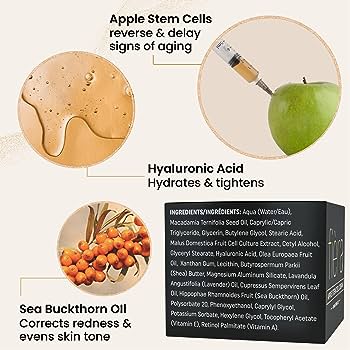 Apple Stem Cells
reverse & delay
signs of aging
Hyaluronic Acid
Hydrates & tightens
Sea Buckthorn OIl
Corrects redness &
evens skin tone
INGREDIENTS/INGRÉDIENTS: Aqua (Water/Eau),
Macadamia Ternifolia Seed Oil, Caprylic/Capric
Triglyceride, Glycerin, Butylene Glycol, Stearic Acid,
Malus Domestica Fruit Cell Culture Extract, Cetyl Alcohol,
Glyceryl Stearate, Hyaluronic Acid, Olea Europaea Fruit
Oil, Xanthan Gum, Lecithin, Butyrospermum Parkii
(Shea) Butter, Magnesium Aluminum Silicate, Lavandula
Angustifolia (Lavender) Oil, Cupressus Sempervirens Leaf
Oil, Hippophae Rhamnoides Fruit (Sea Buckthorn) Oil,
Polysorbate 20, Phenoxyethanol, Caprylyl Glycol,
Potassium Sorbate, Hexylene Glycol, Tocopheryl Acetate
(Vitamin E), Retinol Palmitate (Vitamin A).